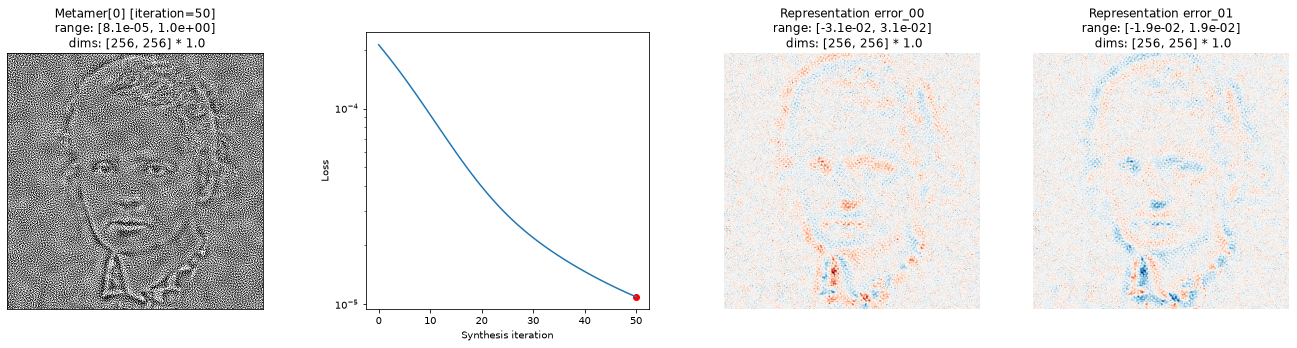 Metamer[0] [iteration=50]
range: [8.1e-05, 1.0e+00]
dims: [256, 256] * 1.0
Loss
10⁻⁴
10⁻⁵
0 10 20 30 40 50
Synthesis iteration
Representation error_00
range: [-3.1e-02, 3.1e-02]
dims: [256, 256] * 1.0
Representation error_01
range: [-1.9e-02, 1.9e-02]
dims: [256, 256] * 1.0